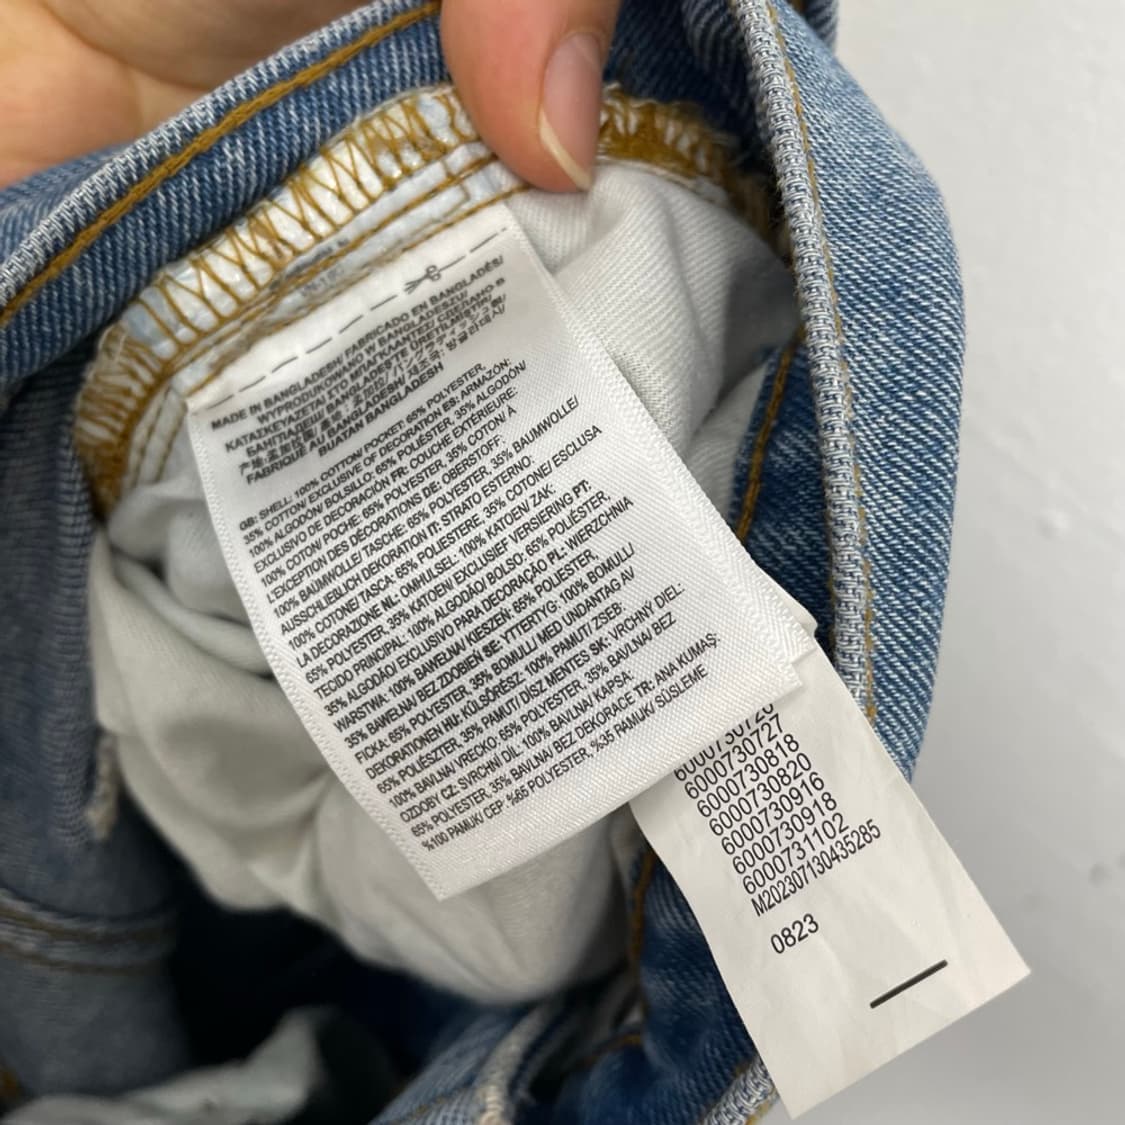 MADE IN BANGLADESH/ FABRICADO EN BANGLADÉS/
WYPRODUKOWANO W BANGLADESZU/
BANGLADEŞ'TE ÜRETİLMİŞTİR/
FABRIQUÉ AU BANGLADESH/
BUATAN BANGLADESH
GB: SHELL: 100% COTTON/ POCKET: 65% POLYESTER,
35% COTTON/ EXCLUSIVE OF DECORATION ES: ARMAZÓN:
100% ALGODÓN/ BOLSILLO: 65% POLIÉSTER, 35% ALGODÓN/
EXCLUSIVO DE DECORACIÓN FR: COUCHE EXTÉRIEURE:
100% COTON/ POCHE: 65% POLYESTER, 35% COTON/ À
L'EXCEPTION DES DÉCORATIONS DE: OBERSTOFF:
100% BAUMWOLLE/ TASCHE: 65% POLYESTER, 35% BAUMWOLLE/
AUSSCHLIEßLICH DEKORATION IT: STRATO ESTERNO:
100% COTONE/ TASCA: 65% POLIESTERE, 35% COTONE/ ESCLUSA
LA DECORAZIONE NL: OMHULSEL: 100% KATOEN/ ZAK:
65% POLYESTER, 35% KATOEN/ EXCLUSIEF VERSIERING PT:
TECIDO PRINCIPAL: 100% ALGODÃO/ BOLSO: 65% POLIÉSTER,
35% ALGODÃO/ EXCLUSIVO PARA DECORAÇÃO PL: WIERZCHNIA
WARSTWA: 100% BAWEŁNA/ KIESZEŃ: 65% POLIESTER,
35% BAWEŁNA/ BEZ ZDOBIEŃ SE: YTTERTYG: 100% BOMULL/
FICKA: 65% POLYESTER, 35% BOMULL/ MED UNDANTAG AV
DEKORATIONEN HU: KÜLSŐRÉSZ: 100% PAMUT/ ZSEB:
65% POLIÉSZTER, 35% PAMUT/ DÍSZ MENTES SK: VRCHNÝ DIEL:
100% BAVLNA/ VRECKO: 65% POLYESTER, 35% BAVLNA/ BEZ
OZDOBY CZ: SVRCHNÍ DÍL: 100% BAVLNA/ KAPSA:
65% POLYESTER, 35% BAVLNA/ BEZ DEKORACE TR: ANA KUMAŞ:
%100 PAMUK/ CEP: %65 POLYESTER, %35 PAMUK/ SÜSLEME
6000730727
6000730818
6000730820
6000730916
6000730918
6000731102
M202307130435285
0823